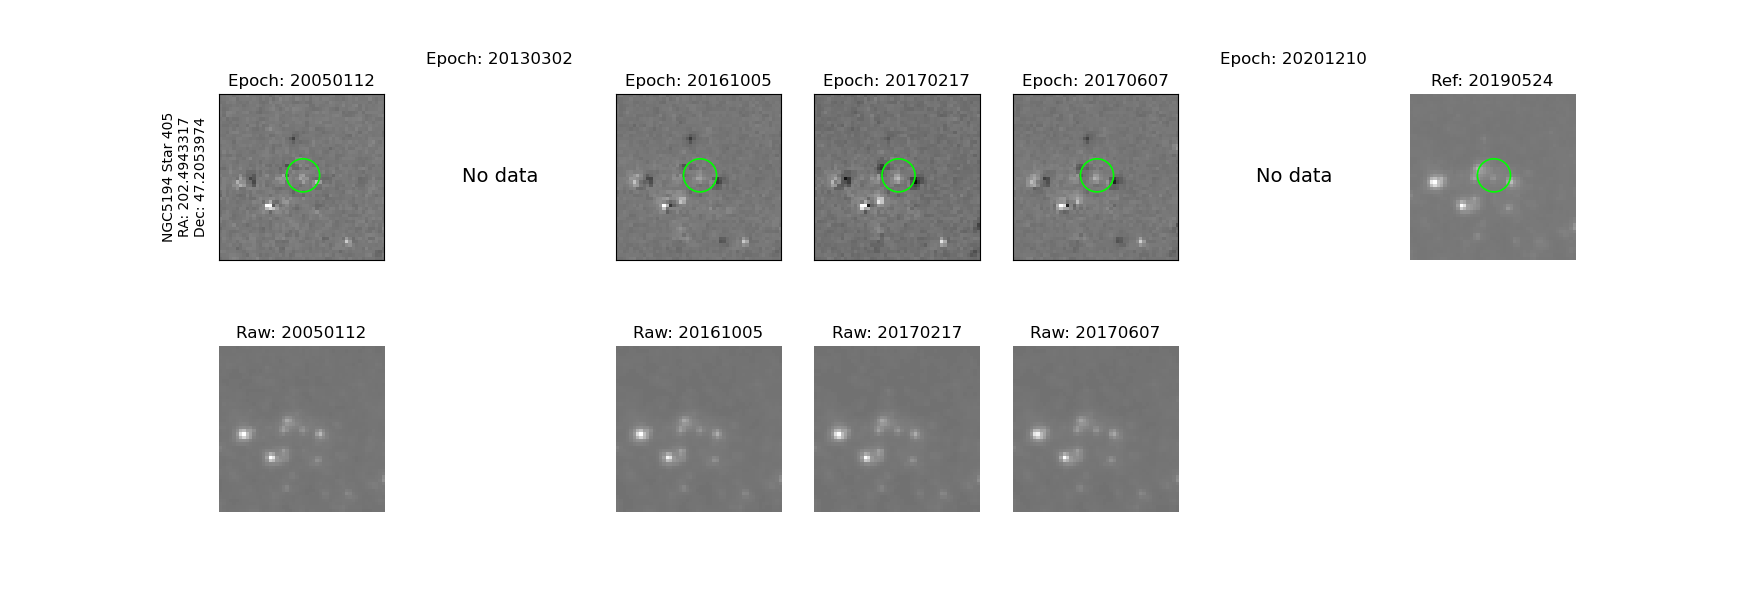 Epoch: 20130302
Epoch: 20201210
Epoch: 20050112
Epoch: 20161005
Epoch: 20170217
Epoch: 20170607
Ref: 20190524
NGC5194 Star 405
RA: 202.4943317
Dec: 47.2053974
No data
No data
Raw: 20050112
Raw: 20161005
Raw: 20170217
Raw: 20170607